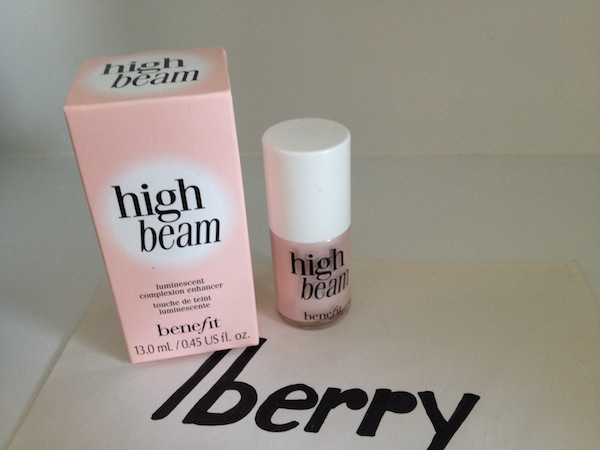 high
beam
high
beam
luminescent
complexion enhancer
touche de teint
luminescente
benefit
13.0 mL / 0.45 US fl. oz.
high
beam
benefit
lberry